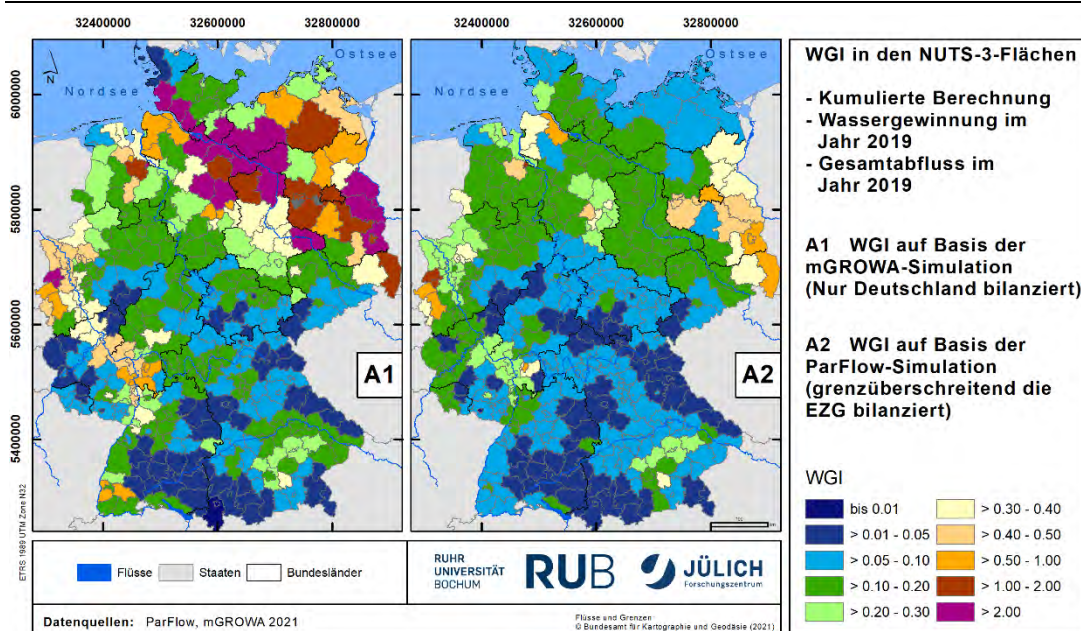 32400000 32600000 32800000
32400000 32600000 32800000
6000000
5800000
5600000
5400000
ETRS 1989 UTM Zone N32
N
Nordsee
Ostsee
A1
Nordsee
Ostsee
A2
WGI in den NUTS-3-Flächen
- Kumulierte Berechnung
- Wassergewinnung im
Jahr 2019
- Gesamtabfluss im
Jahr 2019
A1 WGI auf Basis der
mGROWA-Simulation
(Nur Deutschland bilanziert)
A2 WGI auf Basis der
ParFlow-Simulation
(grenzüberschreitend die
EZG bilanziert)
WGI
bis 0.01
> 0.01 - 0.05
> 0.05 - 0.10
> 0.10 - 0.20
> 0.20 - 0.30
> 0.30 - 0.40
> 0.40 - 0.50
> 0.50 - 1.00
> 1.00 - 2.00
> 2.00
Flüsse
Staaten
Bundesländer
RUHR
UNIVERSITÄT
BOCHUM
RUB
JÜLICH
Forschungszentrum
Datenquellen: ParFlow, mGROWA 2021
Flüsse und Grenzen
© Bundesamt für Kartographie und Geodäsie (2021)